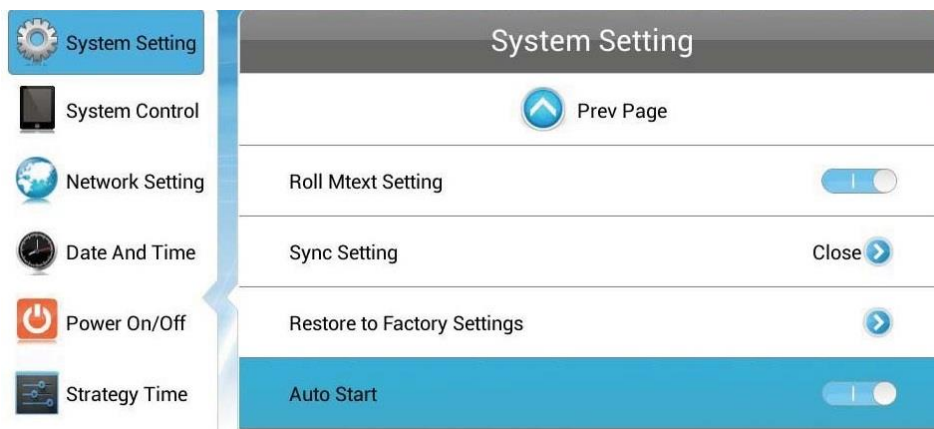 System Setting
System Control
Network Setting
Date And Time
Power On/Off
Strategy Time
System Setting
Prev Page
Roll Mtext Setting
Sync Setting Close
Restore to Factory Settings
Auto Start